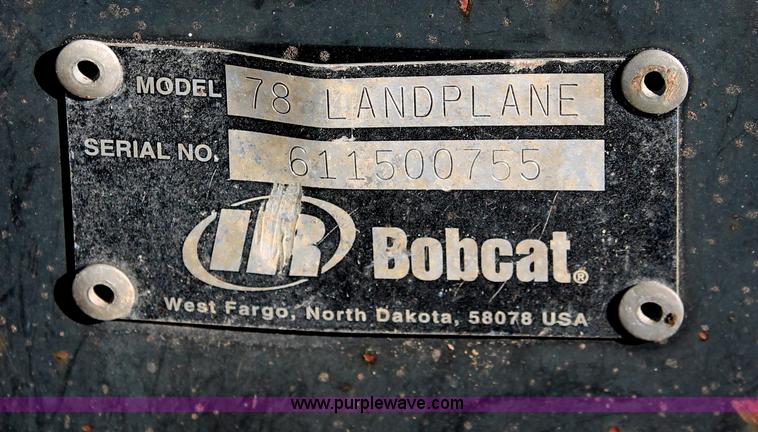 MODEL 78 LANDPLANE
SERIAL NO. 611500755
IR Bobcat®
West Fargo, North Dakota, 58078 USA
www.purplewave.com